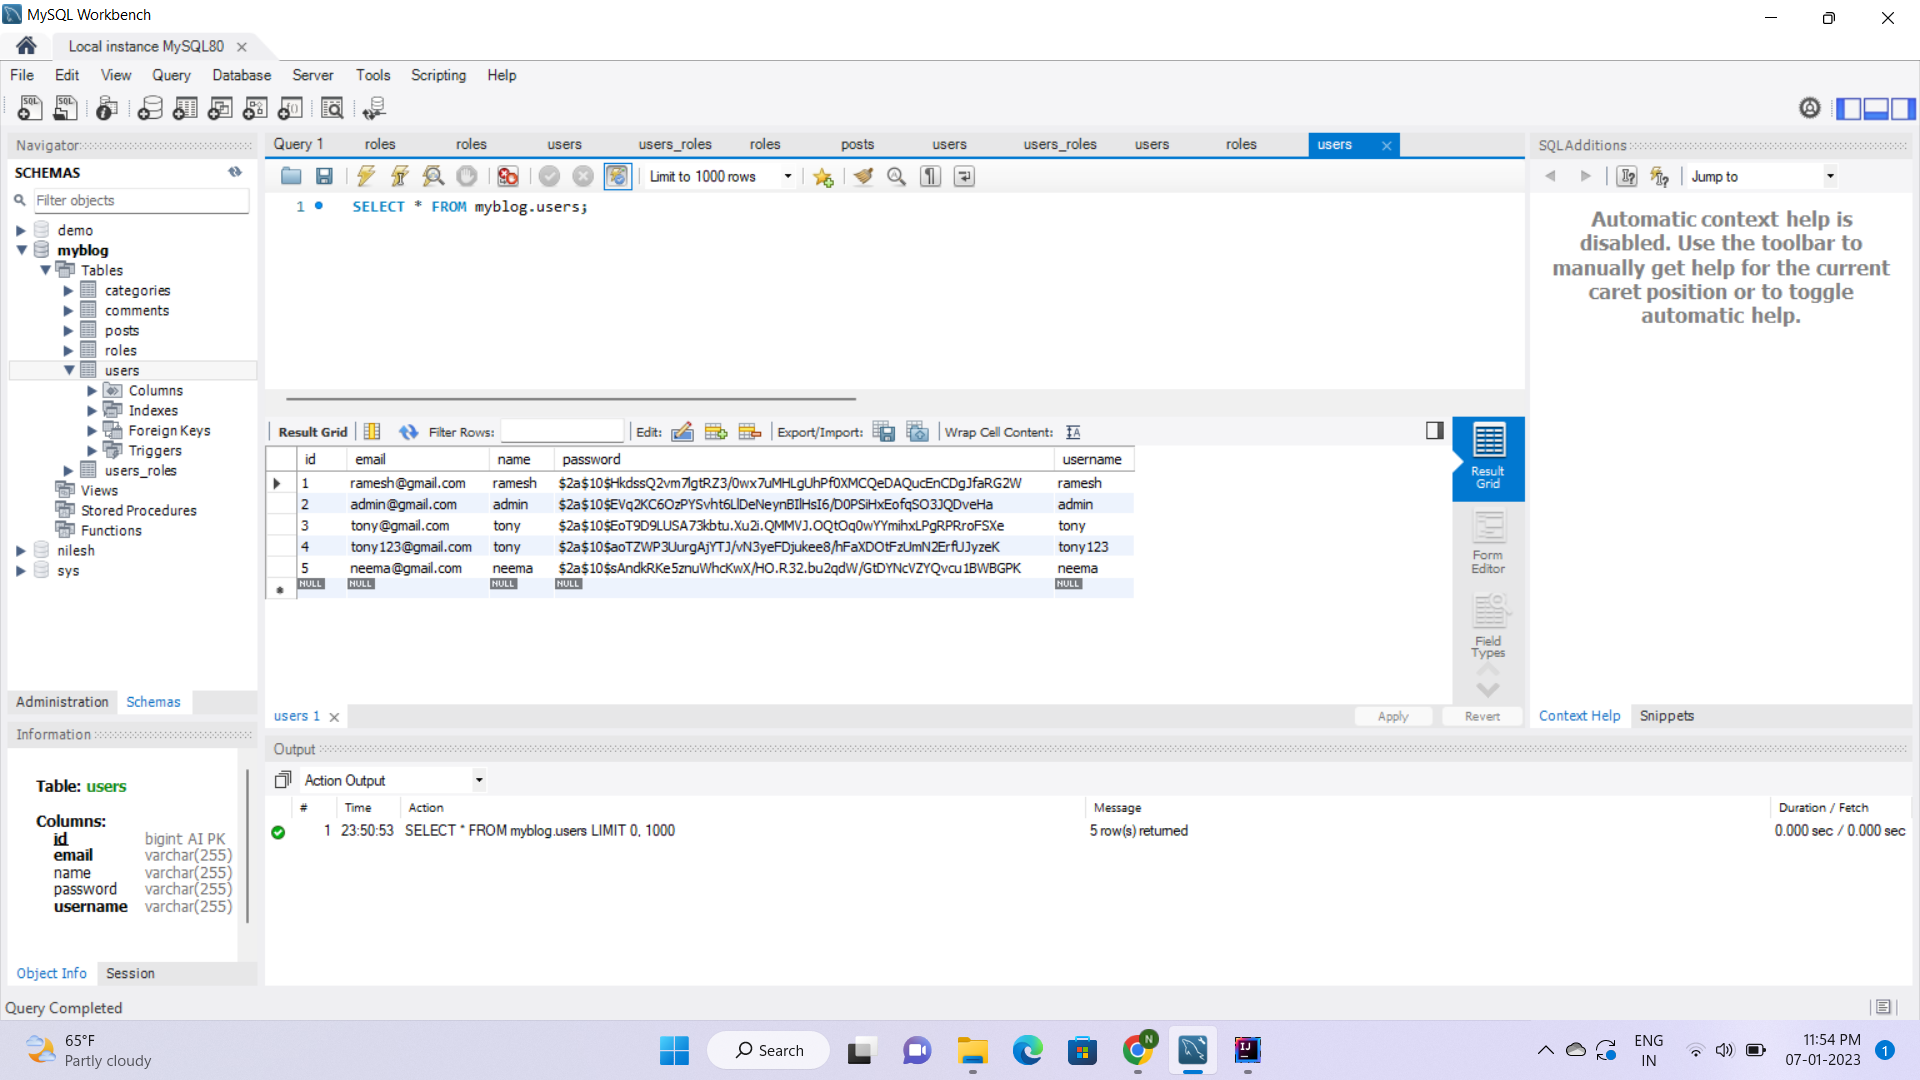 MySQL Workbench
Local instance MySQL80
File Edit View Query Database Server Tools Scripting Help
Navigator
SCHEMAS
Filter objects
demo
myblog
Tables
categories
comments
posts
roles
users
Columns
Indexes
Foreign Keys
Triggers
users_roles
Views
Stored Procedures
Functions
nilesh
sys
Administration Schemas
Information
Table: users
Columns:
id bigint AI PK
email varchar(255)
name varchar(255)
password varchar(255)
username varchar(255)
Object Info Session
Query 1 roles roles users users_roles roles posts users users_roles users roles users
Limit to 1000 rows
1 SELECT * FROM myblog.users;
Result Grid Filter Rows: Edit: Export/Import: Wrap Cell Content:
id email name password username
1 ramesh@gmail.com ramesh $2a$10$HkdssQ2vm7lgtRZ3/0wx7uMHLgUhPf0XMCQeDAQucEnCDgJfaRG2W ramesh
2 admin@gmail.com admin $2a$10$EVq2KC6OzPYSvht6LlDeNeynBIlHsI6/D0PSiHxEofqSO3JQDveHa admin
3 tony@gmail.com tony $2a$10$EoT9D9LUSA73kbtu.Xu2i.QMMVJ.OQtOq0wYYmihxLPgRPRroFSXe tony
4 tony123@gmail.com tony $2a$10$aoTZWP3UurgAjYTJ/vN3yeFDjukee8/hFaXDOtFzUmN2ErfUJyzeK tony123
5 neema@gmail.com neema $2a$10$sAndkRKe5znuWhcKwX/HO.R32.bu2qdW/GtDYNcVZYQvcu1BWBGPK neema
NULL NULL NULL NULL NULL
Result
Grid
Form
Editor
Field
Types
users 1
Apply Revert
SQLAdditions
Jump to
Automatic context help is
disabled. Use the toolbar to
manually get help for the current
caret position or to toggle
automatic help.
Context Help Snippets
Output
Action Output
# Time Action Message Duration / Fetch
1 23:50:53 SELECT * FROM myblog.users LIMIT 0, 1000 5 row(s) returned 0.000 sec / 0.000 sec
Query Completed
65°F
Partly cloudy
Search
N
IJ
ENG
IN
11:54 PM
07-01-2023
1